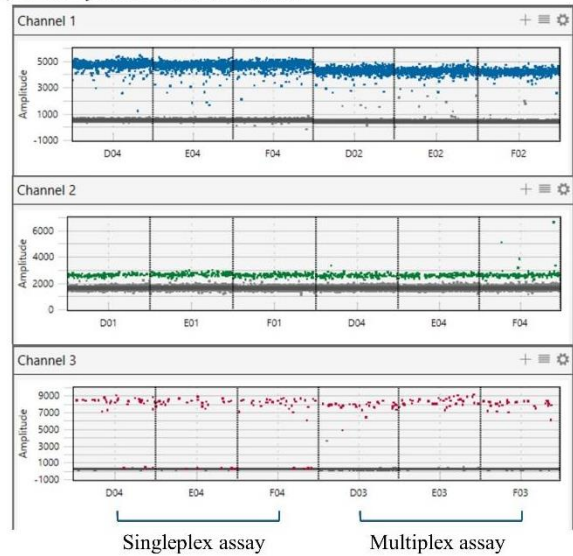 Channel 1
Amplitude
5000
3000
1000
-1000
D04 E04 F04 D02 E02 F02
Channel 2
Amplitude
6000
4000
2000
0
D01 E01 F01 D04 E04 F04
Channel 3
Amplitude
9000
7000
5000
3000
1000
-1000
D04 E04 F04 D03 E03 F03
Singleplex assay Multiplex assay